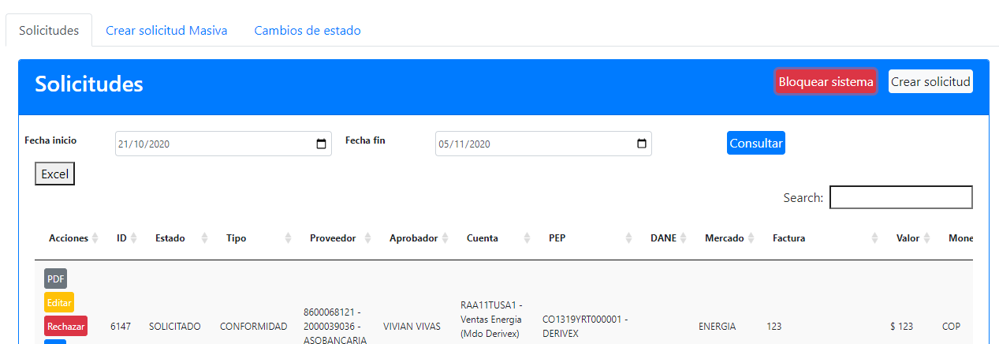 Solicitudes Crear solicitud Masiva Cambios de estado
Solicitudes Bloquear sistema Crear solicitud
Fecha inicio 21/10/2020 Fecha fin 05/11/2020 Consultar
Excel
Search:
Acciones ID Estado Tipo Proveedor Aprobador Cuenta PEP DANE Mercado Factura Valor Mone
PDF
Editar
Rechazar 6147 SOLICITADO CONFORMIDAD
8600068121 -
2000039036 -
ASOBANCARIA
VIVIAN VIVAS
RAA11TUSA1 -
Ventas Energia
(Mdo Derivex)
CO1319YRT000001 -
DERIVEX
ENERGIA 123 $ 123 COP